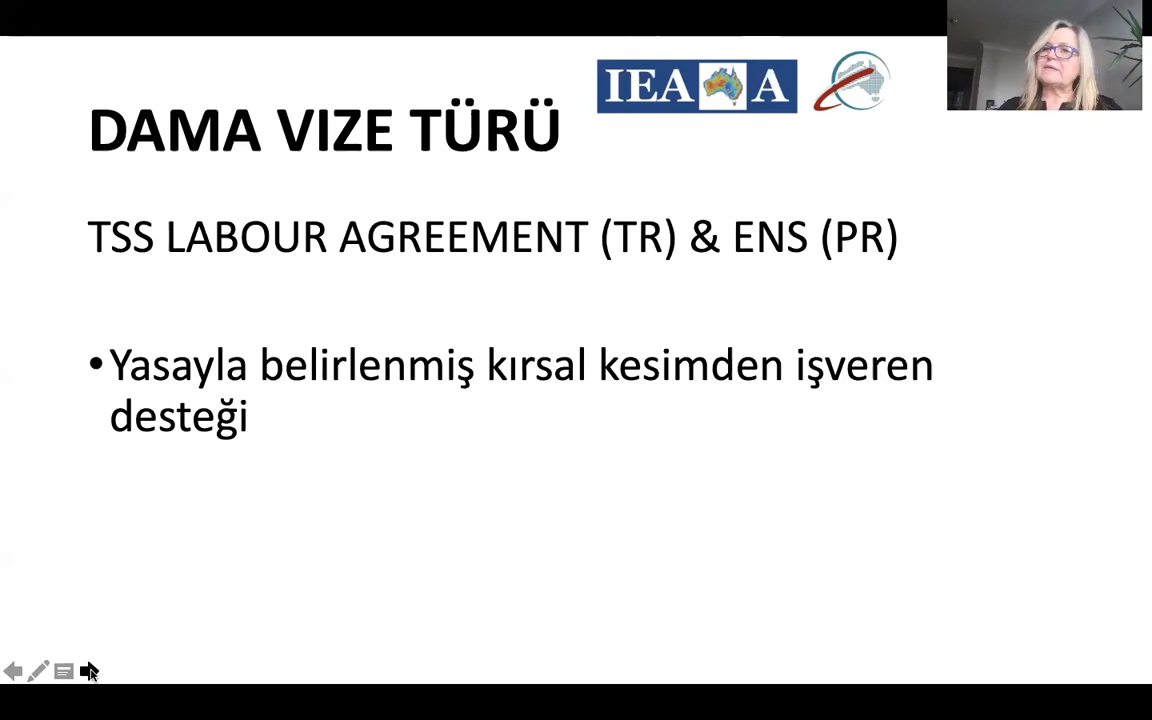 IEA A
DAMA VIZE TÜRÜ
TSS LABOUR AGREEMENT (TR) & ENS (PR)
•Yasayla belirlenmiş kırsal kesimden işveren
desteği